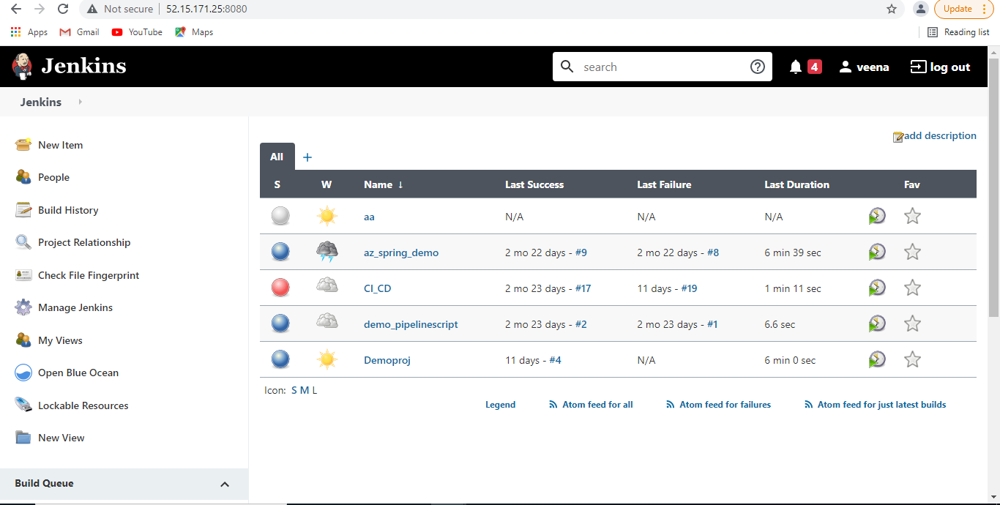 Not secure | 52.15.171.25:8080 Update
Apps Gmail YouTube Maps Reading list
Jenkins search 4 veena log out
Jenkins
add description
New Item
People
Build History
Project Relationship
Check File Fingerprint
Manage Jenkins
My Views
Open Blue Ocean
Lockable Resources
New View
Build Queue
All +
S W Name ↓ Last Success Last Failure Last Duration Fav
aa N/A N/A N/A
az_spring_demo 2 mo 22 days - #9 2 mo 22 days - #8 6 min 39 sec
CI_CD 2 mo 23 days - #17 11 days - #19 1 min 11 sec
demo_pipelinescript 2 mo 23 days - #2 2 mo 23 days - #1 6.6 sec
Demoproj 11 days - #4 N/A 6 min 0 sec
Icon: S M L
Legend Atom feed for all Atom feed for failures Atom feed for just latest builds